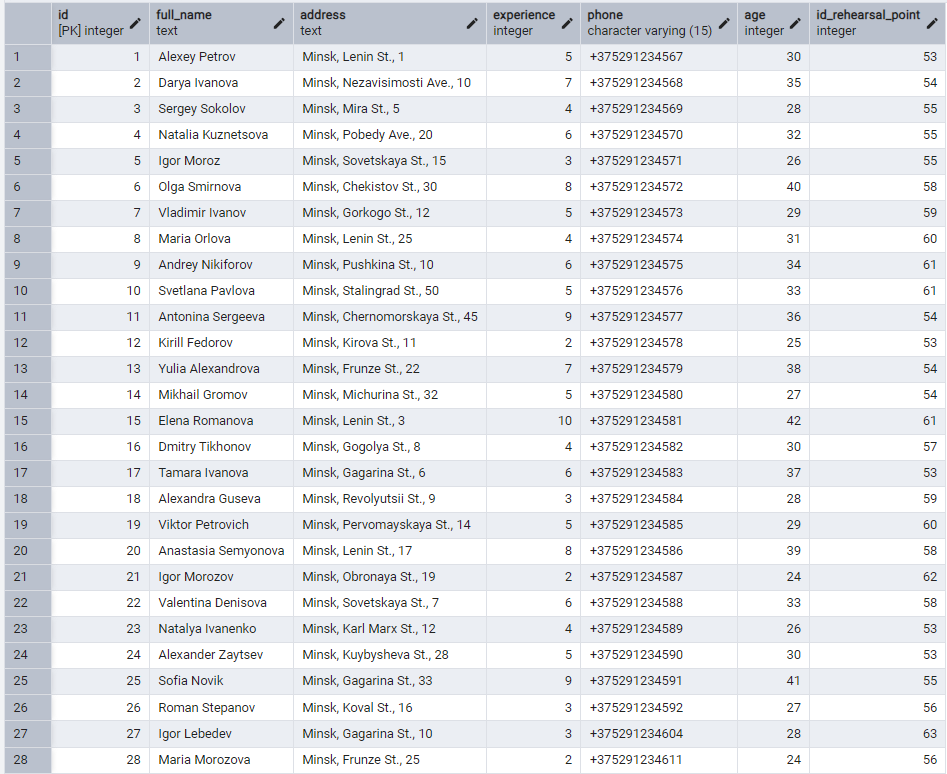 id full_name address experience phone age id_rehearsal_point
[PK] integer text text integer character varying (15) integer integer
1 1 Alexey Petrov Minsk, Lenin St., 1 5 +375291234567 30 53
2 2 Darya Ivanova Minsk, Nezavisimosti Ave., 10 7 +375291234568 35 54
3 3 Sergey Sokolov Minsk, Mira St., 5 4 +375291234569 28 55
4 4 Natalia Kuznetsova Minsk, Pobedy Ave., 20 6 +375291234570 32 55
5 5 Igor Moroz Minsk, Sovetskaya St., 15 3 +375291234571 26 55
6 6 Olga Smirnova Minsk, Chekistov St., 30 8 +375291234572 40 58
7 7 Vladimir Ivanov Minsk, Gorkogo St., 12 5 +375291234573 29 59
8 8 Maria Orlova Minsk, Lenin St., 25 4 +375291234574 31 60
9 9 Andrey Nikiforov Minsk, Pushkina St., 10 6 +375291234575 34 61
10 10 Svetlana Pavlova Minsk, Stalingrad St., 50 5 +375291234576 33 61
11 11 Antonina Sergeeva Minsk, Chernomorskaya St., 45 9 +375291234577 36 54
12 12 Kirill Fedorov Minsk, Kirova St., 11 2 +375291234578 25 53
13 13 Yulia Alexandrova Minsk, Frunze St., 22 7 +375291234579 38 54
14 14 Mikhail Gromov Minsk, Michurina St., 32 5 +375291234580 27 54
15 15 Elena Romanova Minsk, Lenin St., 3 10 +375291234581 42 61
16 16 Dmitry Tikhonov Minsk, Gogolya St., 8 4 +375291234582 30 57
17 17 Tamara Ivanova Minsk, Gagarina St., 6 6 +375291234583 37 53
18 18 Alexandra Guseva Minsk, Revolyutsii St., 9 3 +375291234584 28 59
19 19 Viktor Petrovich Minsk, Pervomayskaya St., 14 5 +375291234585 29 60
20 20 Anastasia Semyonova Minsk, Lenin St., 17 8 +375291234586 39 58
21 21 Igor Morozov Minsk, Obronaya St., 19 2 +375291234587 24 62
22 22 Valentina Denisova Minsk, Sovetskaya St., 7 6 +375291234588 33 58
23 23 Natalya Ivanenko Minsk, Karl Marx St., 12 4 +375291234589 26 53
24 24 Alexander Zaytsev Minsk, Kuybysheva St., 28 5 +375291234590 30 53
25 25 Sofia Novik Minsk, Gagarina St., 33 9 +375291234591 41 55
26 26 Roman Stepanov Minsk, Koval St., 16 3 +375291234592 27 56
27 27 Igor Lebedev Minsk, Gagarina St., 10 3 +375291234604 28 63
28 28 Maria Morozova Minsk, Frunze St., 25 2 +375291234611 24 56